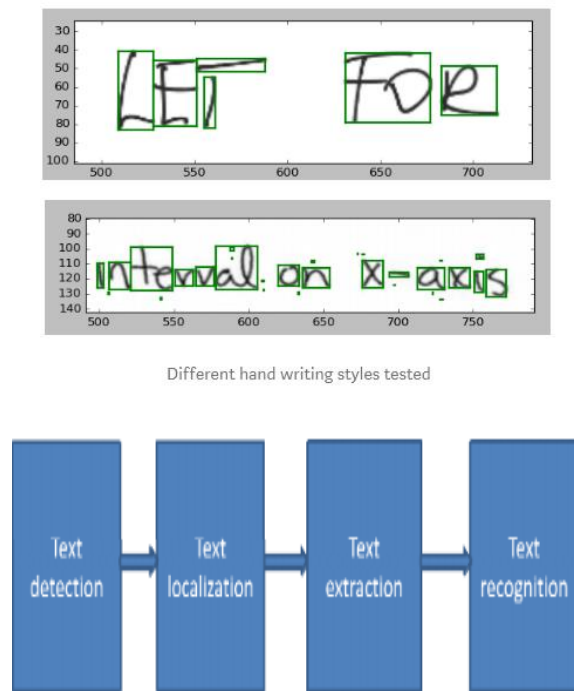 30
40
50
60
70
80
90
100
LET FOR
500 550 600 650 700
80
90
100
110
120
130
140
interval on x-axis
500 550 600 650 700 750
Different hand writing styles tested
Text detection
Text localization
Text extraction
Text recognition